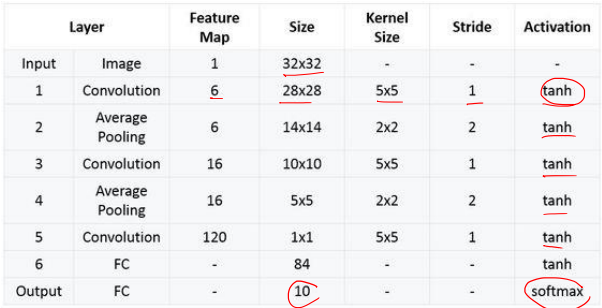 Layer Feature Map Size Kernel Size Stride Activation
Input Image 1 32x32 - - -
1 Convolution 6 28x28 5x5 1 tanh
2 Average Pooling 6 14x14 2x2 2 tanh
3 Convolution 16 10x10 5x5 1 tanh
4 Average Pooling 16 5x5 2x2 2 tanh
5 Convolution 120 1x1 5x5 1 tanh
6 FC - 84 - - tanh
Output FC - 10 - - softmax